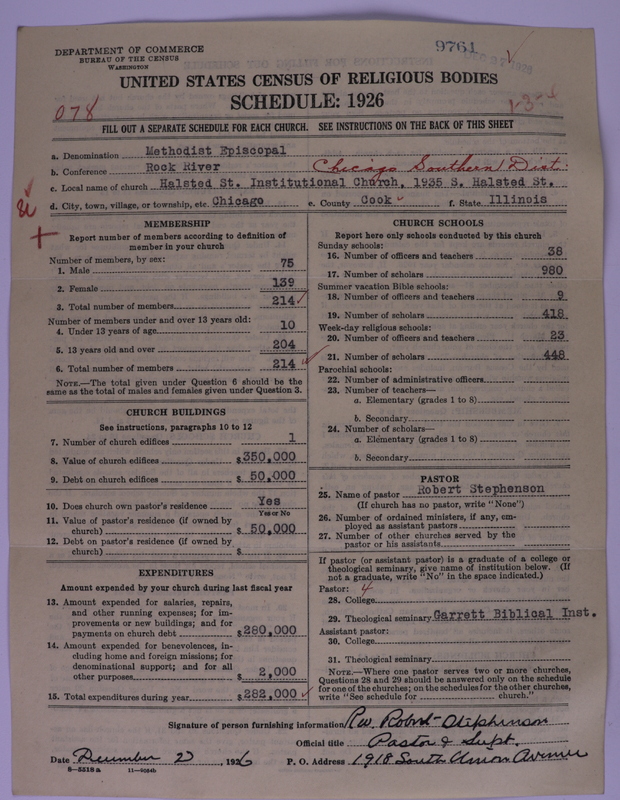 DEPARTMENT OF COMMERCE
BUREAU OF THE CENSUS
WASHINGTON
9761
UNITED STATES CENSUS OF RELIGIOUS BODIES
078
SCHEDULE: 1926
1-3-4
FILL OUT A SEPARATE SCHEDULE FOR EACH CHURCH. SEE INSTRUCTIONS ON THE BACK OF THIS SHEET
a. Denomination Methodist Episcopal
b. Conference Rock River Chicago Southern Dist.
c. Local name of church Halsted St. Institutional Church, 1935 S. Halsted St.
d. City, town, village, or township, etc. Chicago e. County Cook f. State Illinois
MEMBERSHIP
Report number of members according to definition of
member in your church
Number of members, by sex:
1. Male 75
2. Female 139
3. Total number of members 214
Number of members under and over 13 years old:
4. Under 13 years of age 10
5. 13 years old and over 204
6. Total number of members 214
NOTE.—The total given under Question 6 should be
same as the total of males and females given under Question 3.
CHURCH BUILDINGS
See instructions, paragraphs 10 to 12
7. Number of church edifices 1
8. Value of church edifices $350,000
9. Debt on church edifices $50,000
10. Does church own pastor's residence Yes
Yes or No
11. Value of pastor's residence (if owned by
church) $50,000
12. Debt on pastor's residence (if owned by
church) $
EXPENDITURES
Amount expended by your church during last fiscal year
13. Amount expended for salaries, repairs,
and other running expenses; for im-
provements or new buildings; and for
payments on church debt $280,000
14. Amount expended for benevolences, in-
cluding home and foreign missions; for
denominational support; and for all
other purposes $2,000
15. Total expenditures during year $282,000
CHURCH SCHOOLS
Report here only schools conducted by this church
Sunday schools:
16. Number of officers and teachers 38
17. Number of scholars 980
Summer vacation Bible schools:
18. Number of officers and teachers 9
19. Number of scholars 418
Week-day religious schools:
20. Number of officers and teachers 23
21. Number of scholars 448
Parochial schools:
22. Number of administrative officers
23. Number of teachers—
a. Elementary (grades 1 to 8)
b. Secondary
24. Number of scholars—
a. Elementary (grades 1 to 8)
b. Secondary
PASTOR
25. Name of pastor Robert Stephenson
(If church has no pastor, write "None")
26. Number of ordained ministers, if any, em-
ployed as assistant pastors
27. Number of other churches served by the
pastor or his assistants
If pastor (or assistant pastor) is a graduate of a college or
theological seminary, give name of institution below. (If
not a graduate, write "No" in the space indicated.)
Pastor: 4
28. College
29. Theological seminary Garrett Biblical Inst.
Assistant pastor:
30. College
31. Theological seminary
NOTE.—Where one pastor serves two or more churches,
Questions 28 and 29 should be answered only on the schedule
for one of the churches; on the schedules for the other churches,
write "See schedule for church."
Signature of person furnishing information Rev. Robert Stephenson
Official title Pastor & Supt.
Date December 2 , 1926 P. O. Address 1918 South Union Avenue
8—5518 a 11—9054b